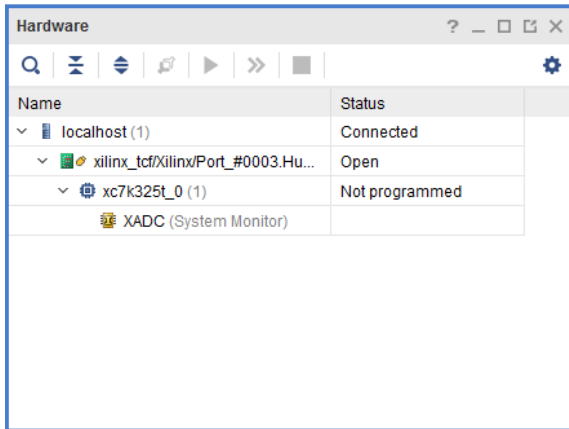 Hardware ?
Name Status
localhost (1) Connected
xilinx_tcf/Xilinx/Port_#0003.Hu... Open
xc7k325t_0 (1) Not programmed
XADC (System Monitor)